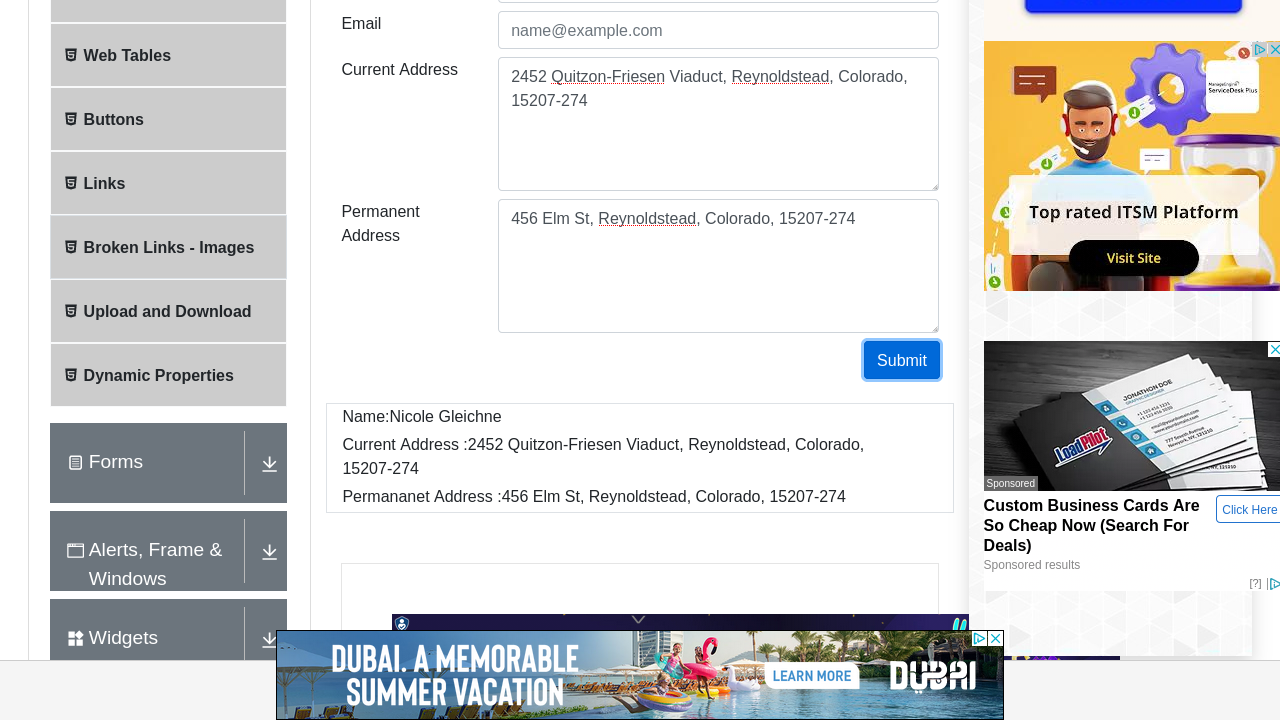 Web Tables
Buttons
Links
Broken Links - Images
Upload and Download
Dynamic Properties
Forms
Alerts, Frame &
Windows
Widgets
Email
name@example.com
Current Address
2452 Quitzon-Friesen Viaduct, Reynoldstead, Colorado,
15207-274
Permanent
Address
456 Elm St, Reynoldstead, Colorado, 15207-274
Submit
Name:Nicole Gleichne
Current Address :2452 Quitzon-Friesen Viaduct, Reynoldstead, Colorado,
15207-274
Permananet Address :456 Elm St, Reynoldstead, Colorado, 15207-274
ManageEngine
ServiceDesk Plus
Top rated ITSM Platform
Visit Site
JONATHON DOE
LoadPilot
Sponsored
Custom Business Cards Are
So Cheap Now (Search For
Deals)
Click Here
Sponsored results
[?]
DUBAI. A MEMORABLE
SUMMER VACATION
LEARN MORE
DUBAI